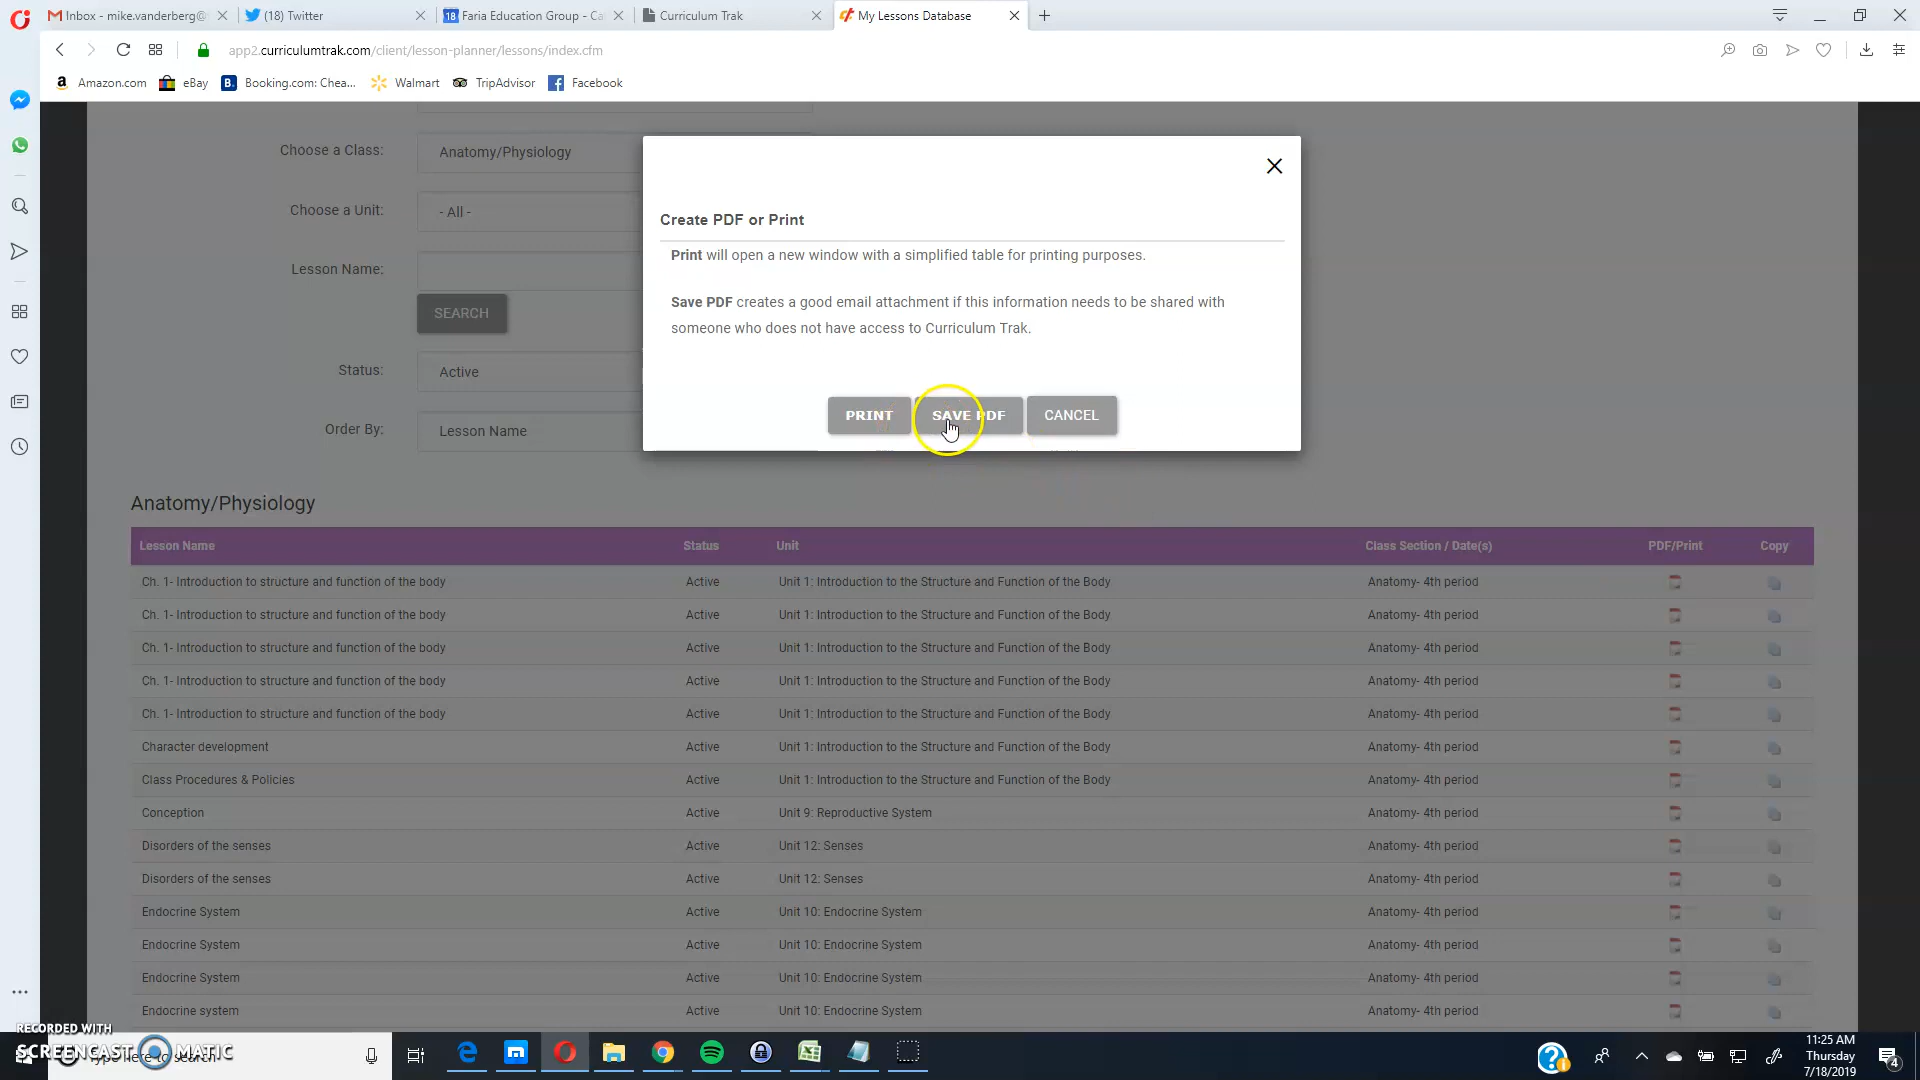 Inbox - mike.vanderberg@
(18) Twitter
18
Faria Education Group - Ca
Curriculum Trak
My Lessons Database
app2.curriculumtrak.com/client/lesson-planner/lessons/index.cfm
a Amazon.com
eBay
B. Booking.com: Chea...
Walmart
TripAdvisor
Facebook
Choose a Class:
Anatomy/Physiology
Choose a Unit:
- All -
Lesson Name:
SEARCH
Status:
Active
Order By:
Lesson Name
Create PDF or Print
Print will open a new window with a simplified table for printing purposes.
Save PDF creates a good email attachment if this information needs to be shared with
someone who does not have access to Curriculum Trak.
PRINT
SAVE PDF
CANCEL
Anatomy/Physiology
Lesson Name Status Unit Class Section / Date(s) PDF/Print Copy
Ch. 1- Introduction to structure and function of the body Active Unit 1: Introduction to the Structure and Function of the Body Anatomy- 4th period
Ch. 1- Introduction to structure and function of the body Active Unit 1: Introduction to the Structure and Function of the Body Anatomy- 4th period
Ch. 1- Introduction to structure and function of the body Active Unit 1: Introduction to the Structure and Function of the Body Anatomy- 4th period
Ch. 1- Introduction to structure and function of the body Active Unit 1: Introduction to the Structure and Function of the Body Anatomy- 4th period
Ch. 1- Introduction to structure and function of the body Active Unit 1: Introduction to the Structure and Function of the Body Anatomy- 4th period
Character development Active Unit 1: Introduction to the Structure and Function of the Body Anatomy- 4th period
Class Procedures & Policies Active Unit 1: Introduction to the Structure and Function of the Body Anatomy- 4th period
Conception Active Unit 9: Reproductive System Anatomy- 4th period
Disorders of the senses Active Unit 12: Senses Anatomy- 4th period
Disorders of the senses Active Unit 12: Senses Anatomy- 4th period
Endocrine System Active Unit 10: Endocrine System Anatomy- 4th period
Endocrine System Active Unit 10: Endocrine System Anatomy- 4th period
Endocrine System Active Unit 10: Endocrine System Anatomy- 4th period
Endocrine system Active Unit 10: Endocrine System Anatomy- 4th period
RECORDED WITH
SCREENCAST MATIC
Type here to search
11:25 AM
Thursday
7/18/2019
4